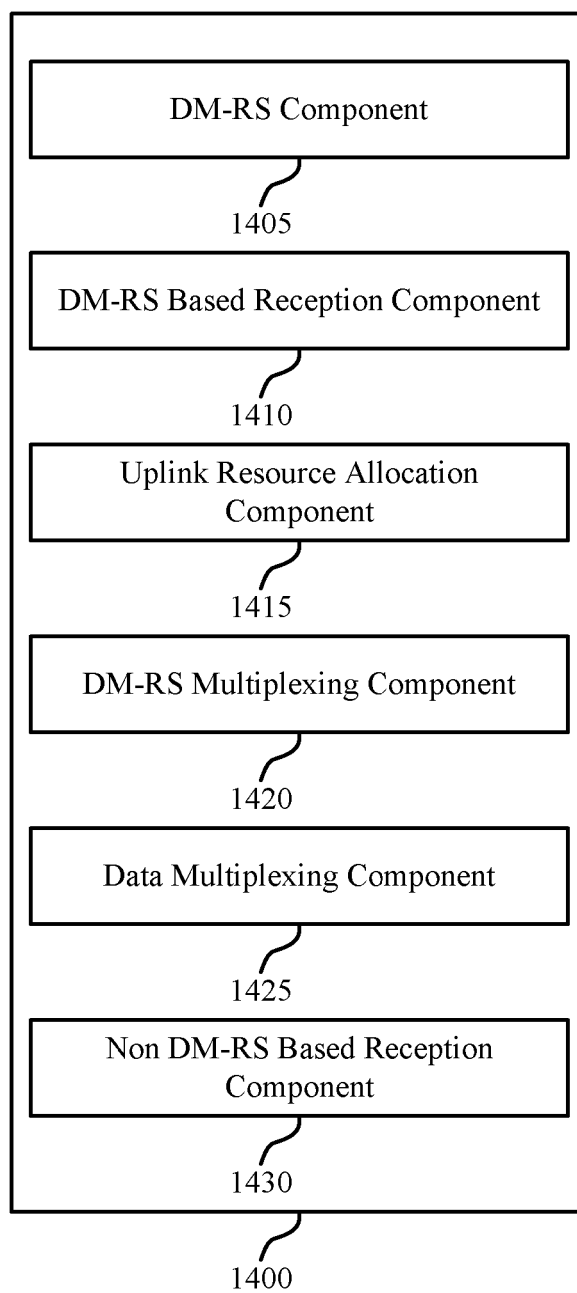 DM-RS Component
1405
DM-RS Based Reception Component
1410
Uplink Resource Allocation
Component
1415
DM-RS Multiplexing Component
1420
Data Multiplexing Component
1425
Non DM-RS Based Reception
Component
1430
1400